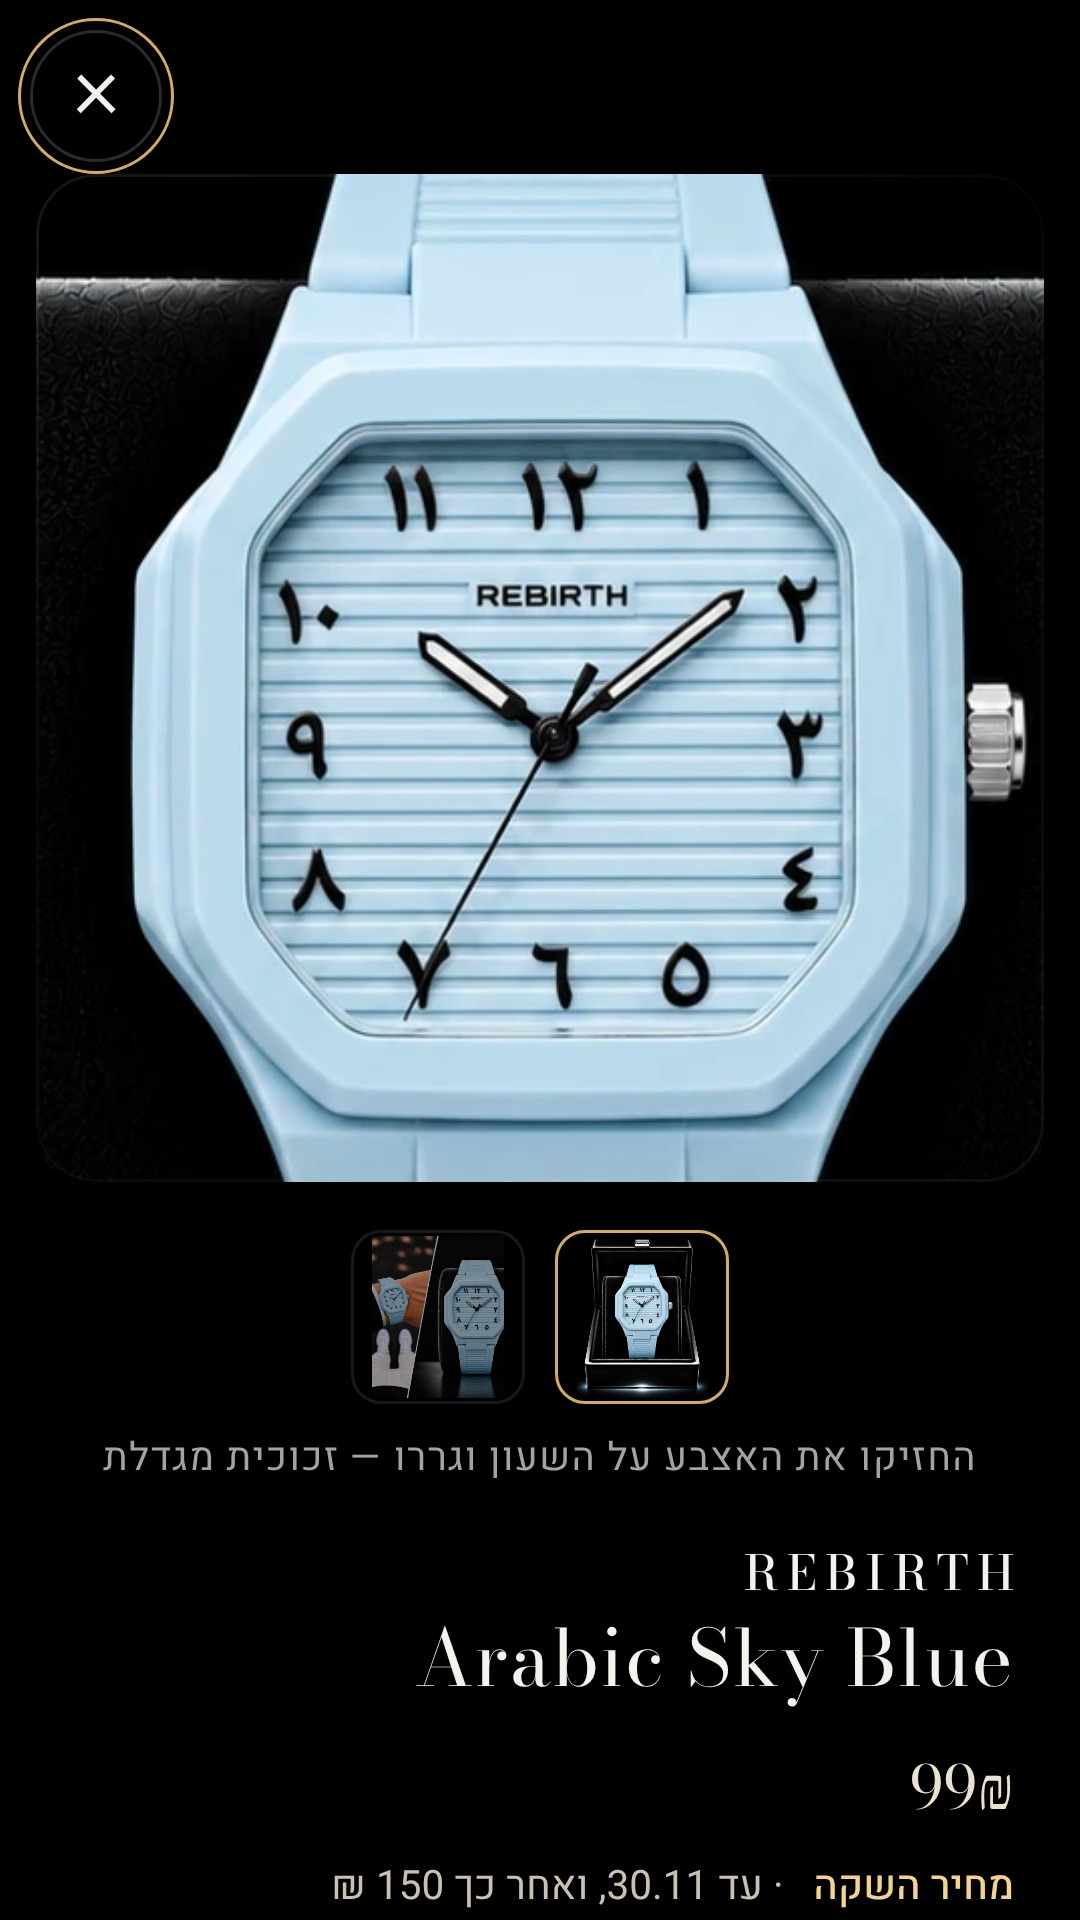 ١١ ١٢ ١
١٠ REBIRTH ٢
٩ ٣
٨ ٤
٧ ٦ ٥
החזיקו את האצבע על השעון וגררו — זכוכית מגדלת
REBIRTH
Arabic Sky Blue
99₪
מחיר השקה · עד 30.11, ואחר כך 150 ₪